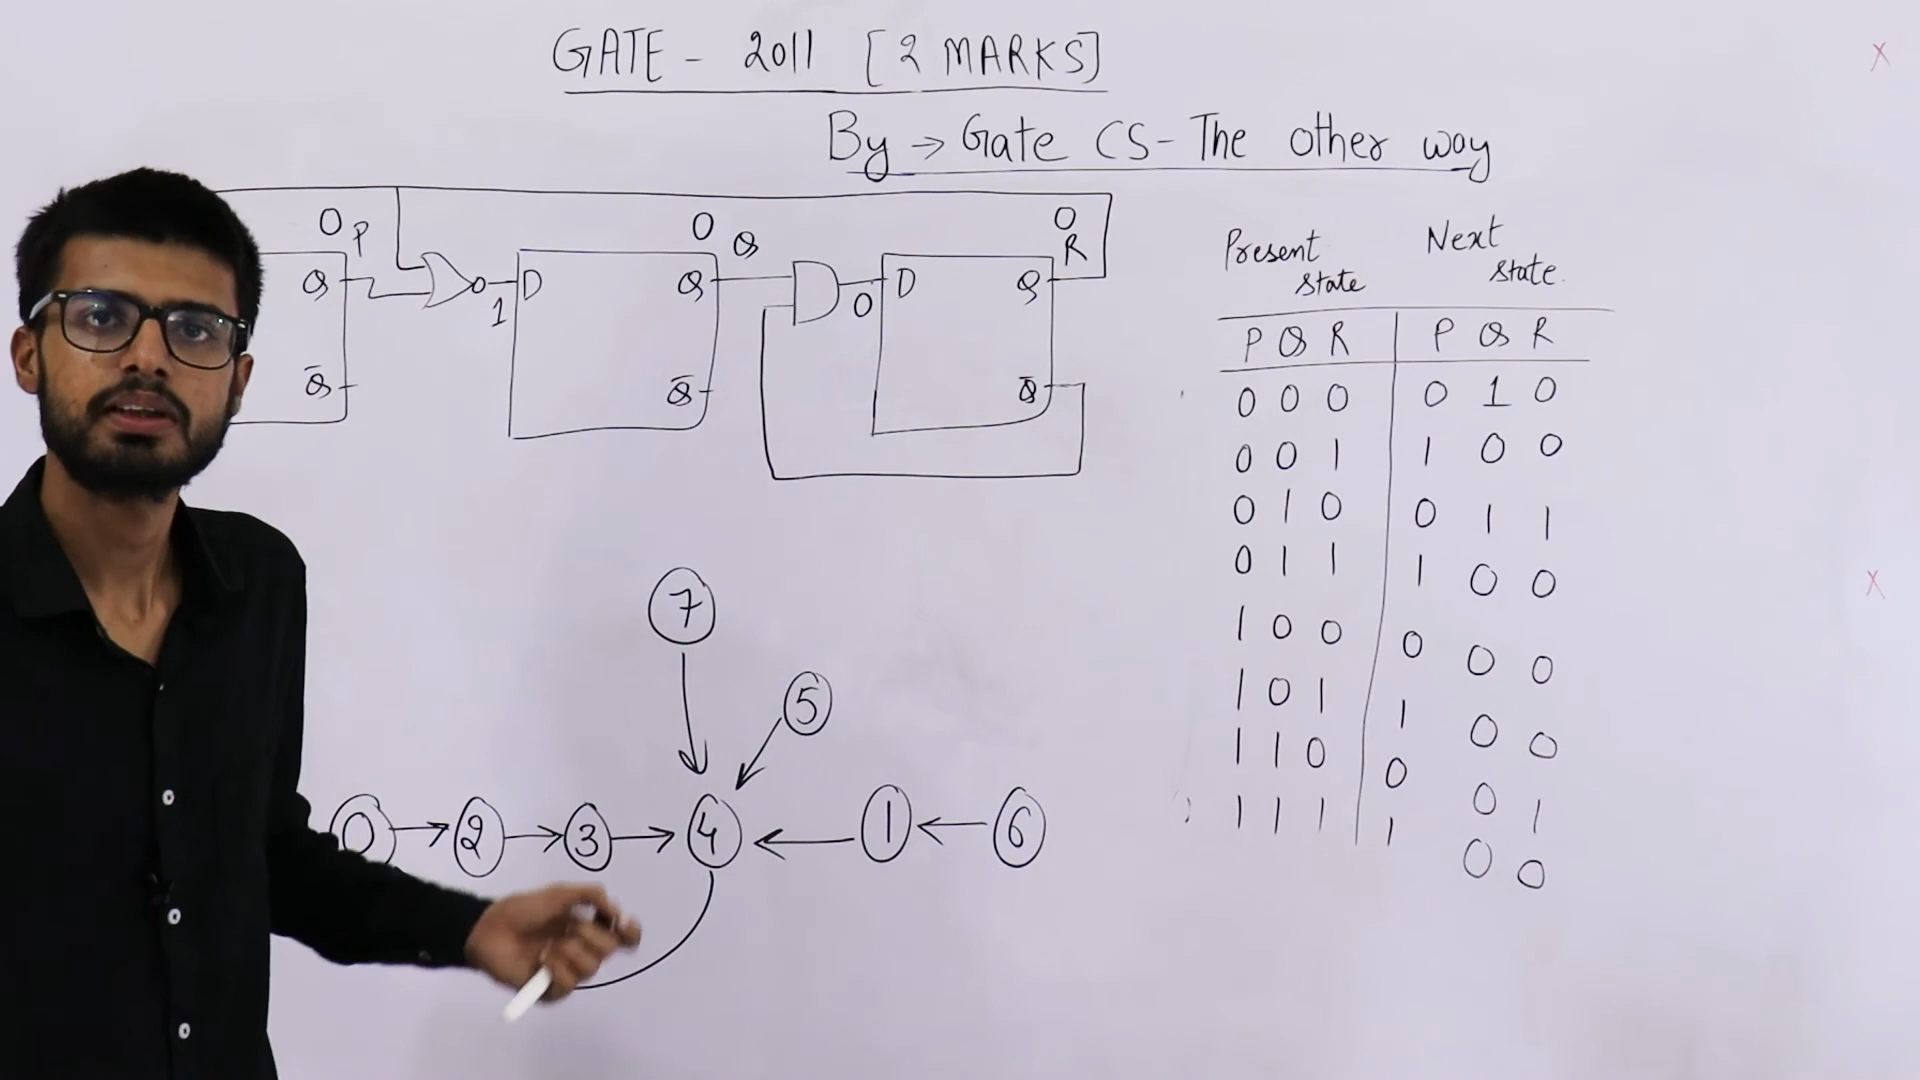 GATE - 2011 [2 MARKS]
By → Gate CS - The other way
0 P 0 Q 0 R
Q 1 D Q 0 D Q
Q̄ Q̄ Q̄
Present state Next state.
P Q R P Q R
0 0 0 0 1 0
0 0 1 1 0 0
0 1 0 0 1 1
0 1 1 1 0 0
1 0 0 0 0 0
1 0 1 1 0 0
1 1 0 0 0 1
1 1 1 1 0 0
7
5
0 → 2 → 3 → 4 ← 1 ← 6
X
X